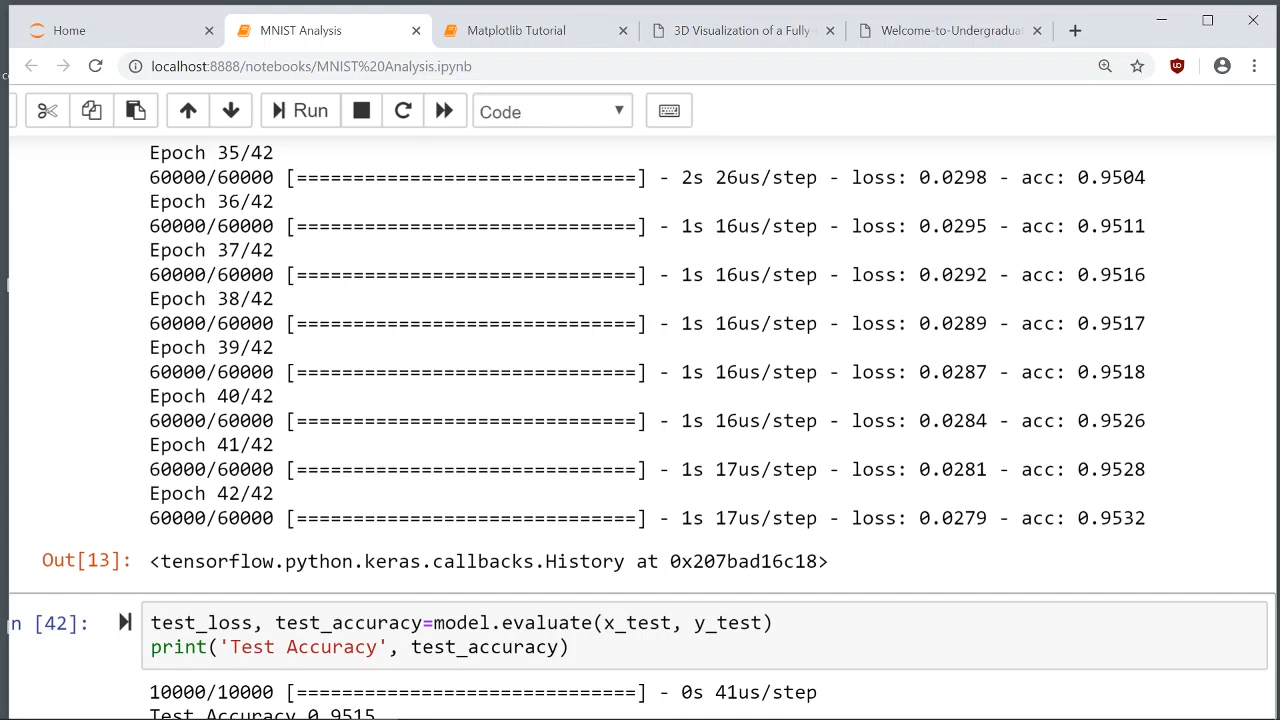 Home
MNIST Analysis
Matplotlib Tutorial
3D Visualization of a Fully
Welcome-to-Undergradua
localhost:8888/notebooks/MNIST%20Analysis.ipynb
Run
Code
Epoch 35/42
60000/60000 [==============================] - 2s 26us/step - loss: 0.0298 - acc: 0.9504
Epoch 36/42
60000/60000 [==============================] - 1s 16us/step - loss: 0.0295 - acc: 0.9511
Epoch 37/42
60000/60000 [==============================] - 1s 16us/step - loss: 0.0292 - acc: 0.9516
Epoch 38/42
60000/60000 [==============================] - 1s 16us/step - loss: 0.0289 - acc: 0.9517
Epoch 39/42
60000/60000 [==============================] - 1s 16us/step - loss: 0.0287 - acc: 0.9518
Epoch 40/42
60000/60000 [==============================] - 1s 16us/step - loss: 0.0284 - acc: 0.9526
Epoch 41/42
60000/60000 [==============================] - 1s 17us/step - loss: 0.0281 - acc: 0.9528
Epoch 42/42
60000/60000 [==============================] - 1s 17us/step - loss: 0.0279 - acc: 0.9532
Out[13]: <tensorflow.python.keras.callbacks.History at 0x207bad16c18>
n [42]: test_loss, test_accuracy=model.evaluate(x_test, y_test)
print('Test Accuracy', test_accuracy)
10000/10000 [==============================] - 0s 41us/step
Test Accuracy 0.9515